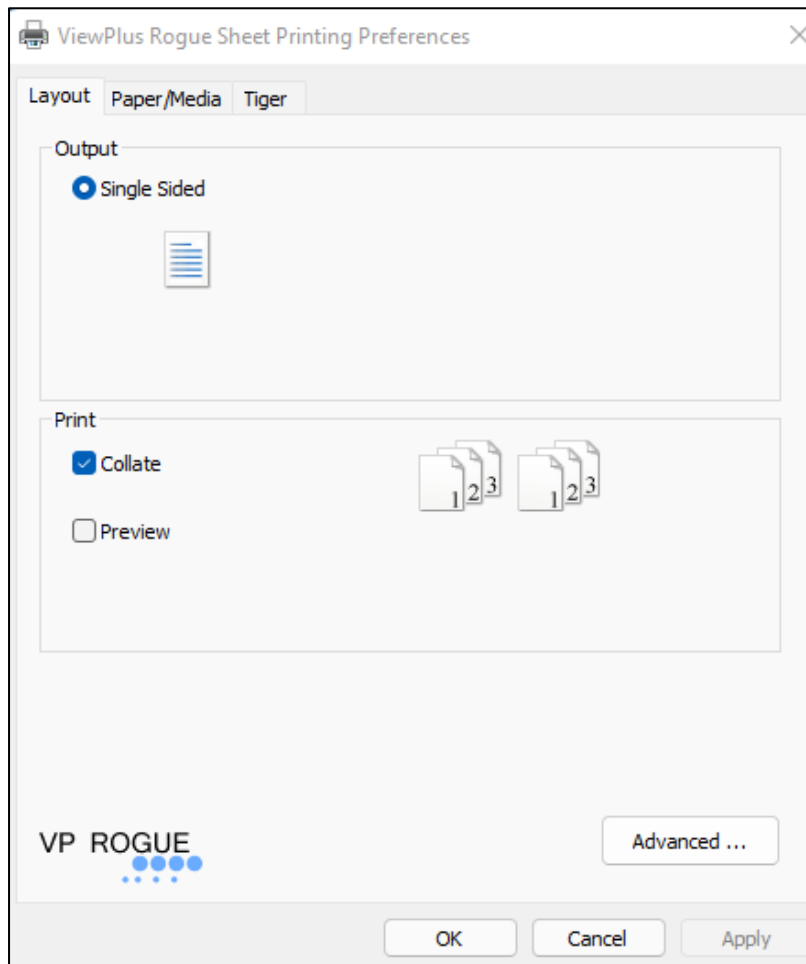 ViewPlus Rogue Sheet Printing Preferences
Layout Paper/Media Tiger
Output
Single Sided
Print
Collate
1 2 3 1 2 3
Preview
VP ROGUE
Advanced ...
OK Cancel Apply